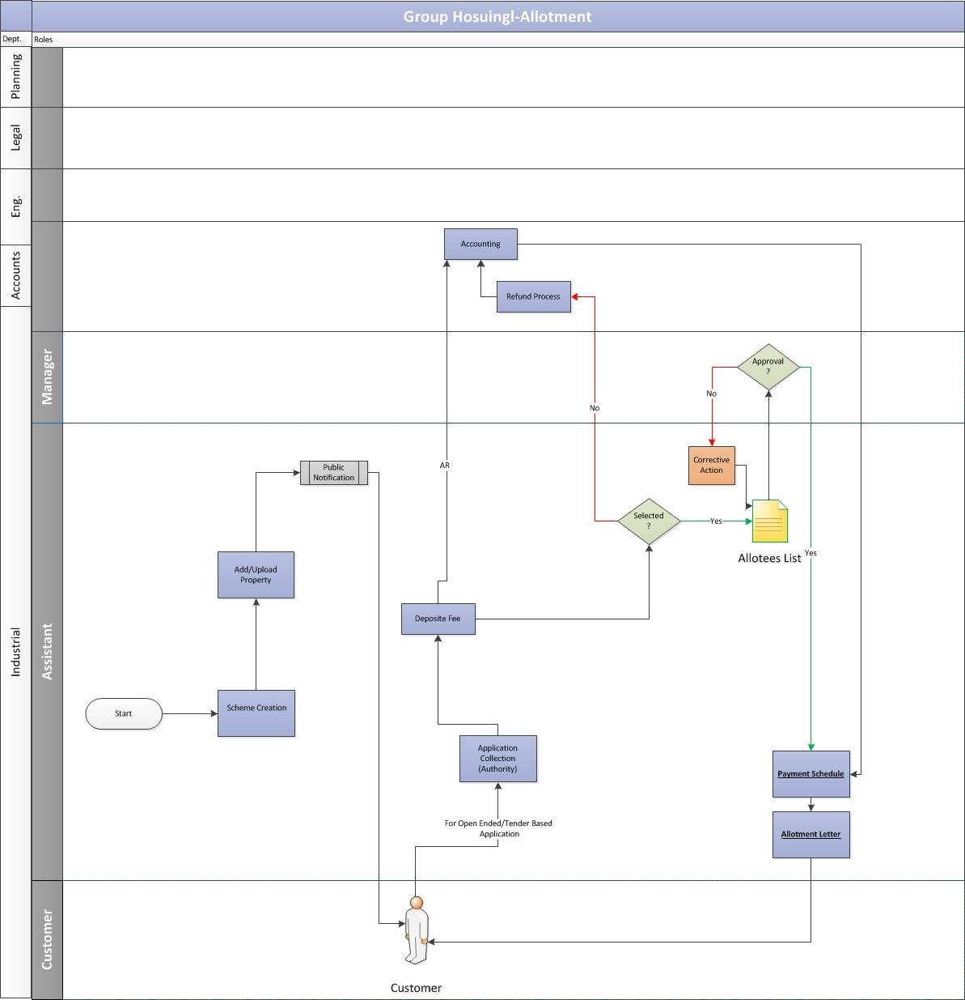 Group Hosuingl-Allotment
Dept.
Roles
Planning
Legal
Eng.
Accounts
Industrial
Manager
Assistant
Customer
Accounting
Refund Process
Approval
?
No
No
Corrective
Action
Public
Notification
AR
Selected
?
Yes
Allotees List
Yes
Add/Upload
Property
Deposite Fee
Start
Scheme Creation
Application
Collection
(Authority)
Payment Schedule
For Open Ended/Tender Based
Application
Allotment Letter
Customer